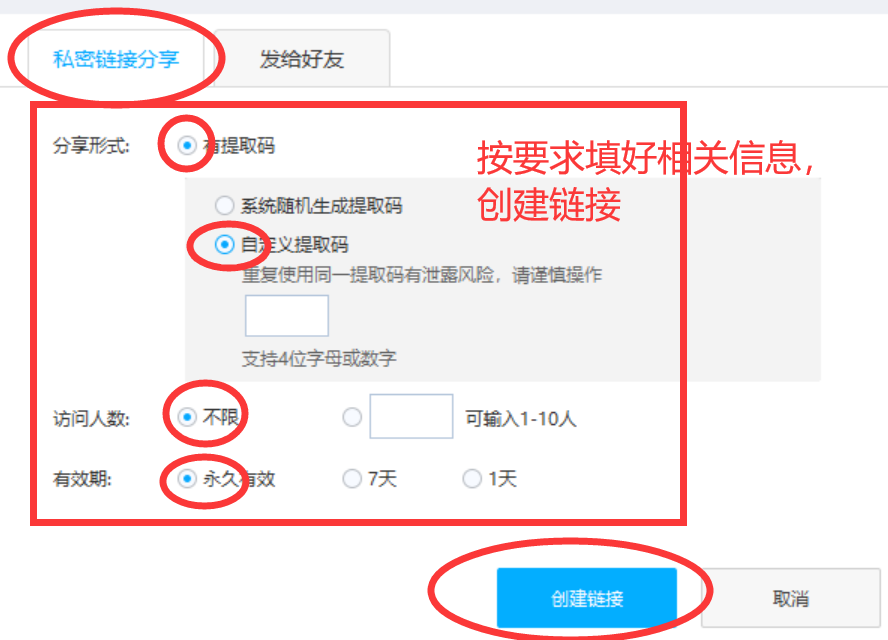 私密链接分享 发给好友
分享形式: 有提取码
按要求填好相关信息，
创建链接
系统随机生成提取码
自定义提取码
重复使用同一提取码有泄露风险，请谨慎操作
支持4位字母或数字
访问人数: 不限 可输入1-10人
有效期: 永久有效 7天 1天
创建链接 取消